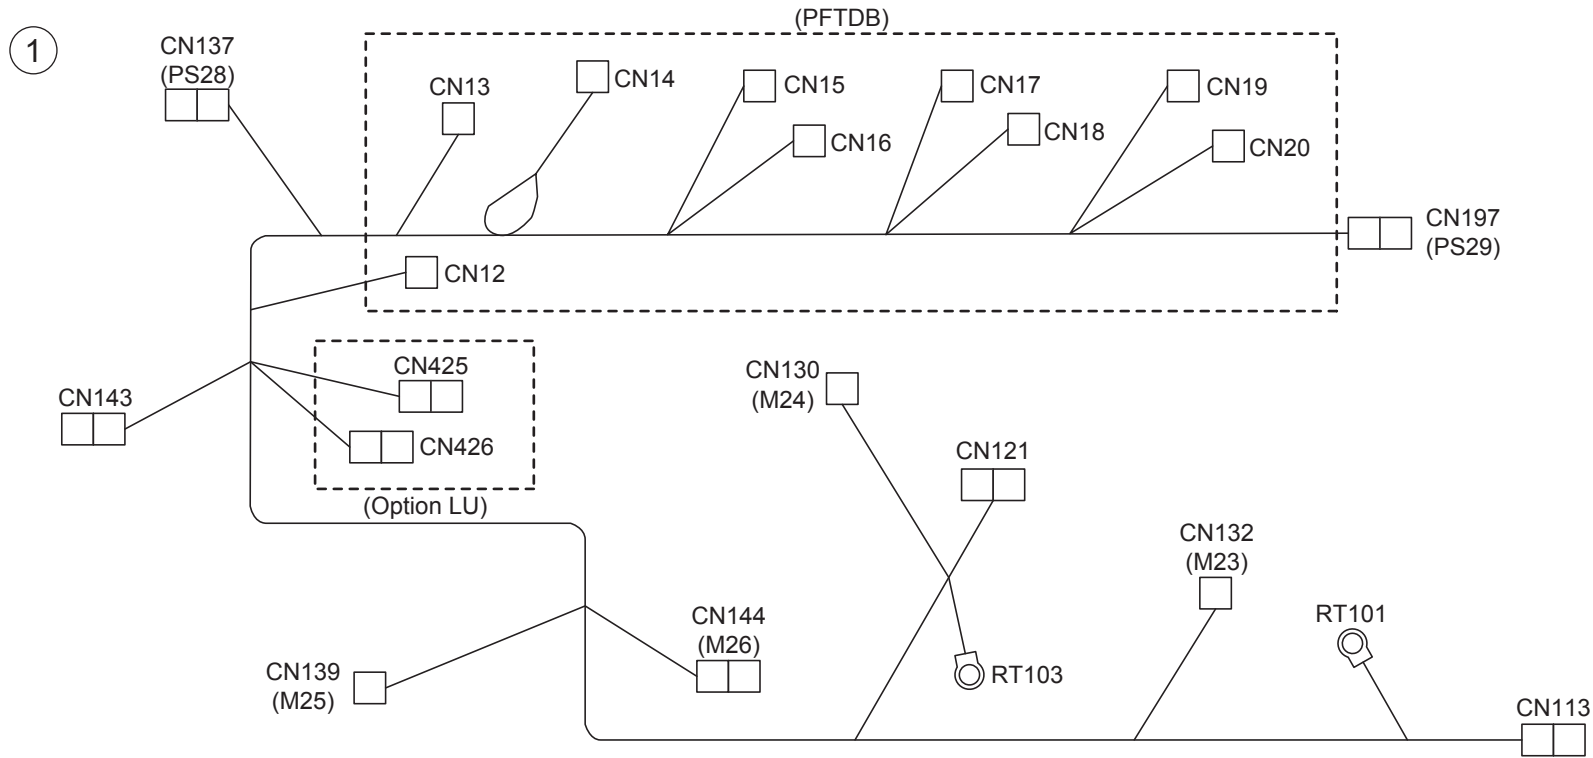 (PFTDB)
1
CN137
(PS28)
CN13
CN14
CN15
CN16
CN17
CN18
CN19
CN20
CN197
(PS29)
CN12
CN425
CN426
(Option LU)
CN143
CN130
(M24)
CN121
CN132
(M23)
RT101
CN144
(M26)
CN139
(M25)
RT103
CN113